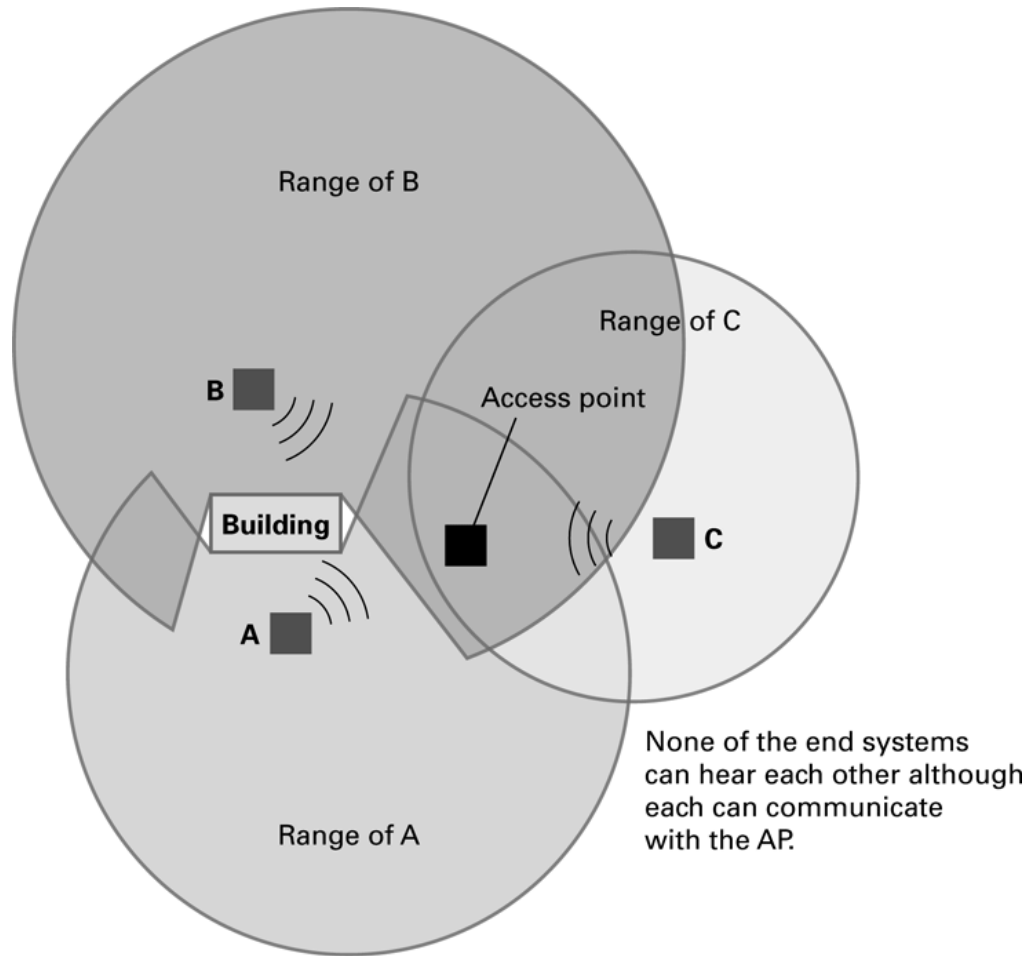 Range of B
Range of C
Access point
B
Building
C
A
None of the end systems
can hear each other although
each can communicate
with the AP.
Range of A